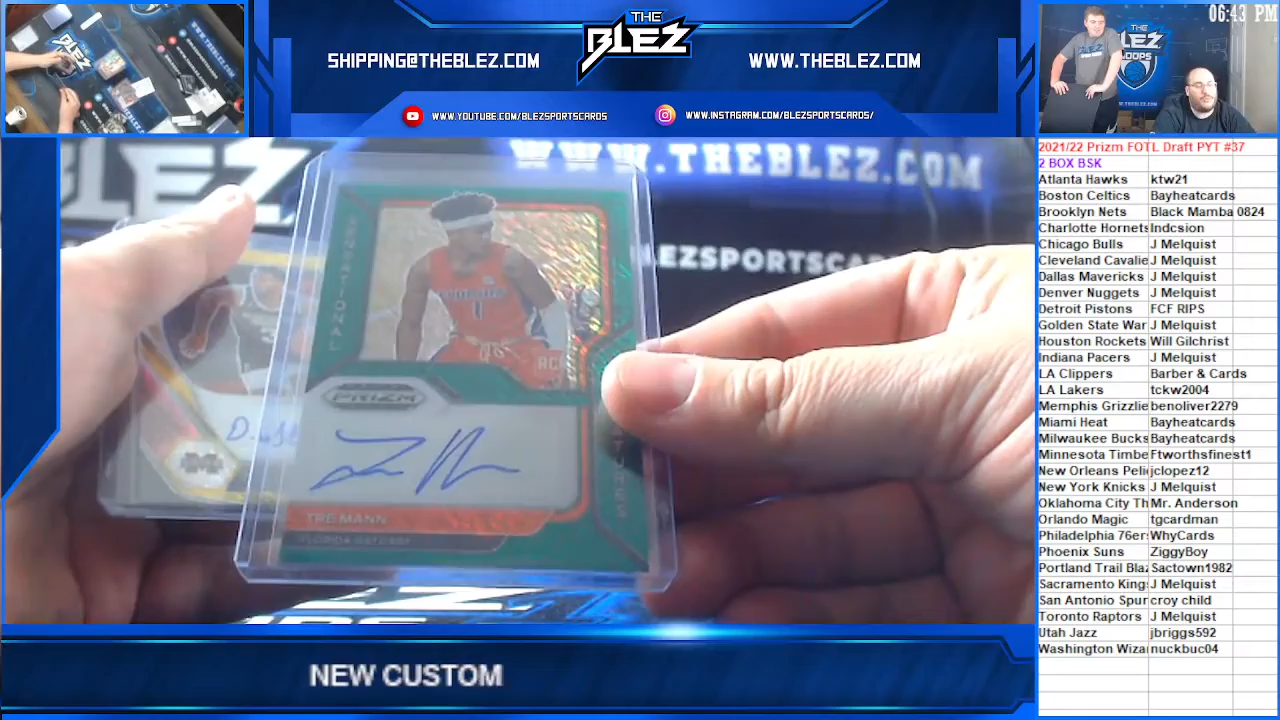 06:43 PM
THE
BLEZ
SHIPPING@THEBLEZ.COM
WWW.THEBLEZ.COM
WWW.YOUTUBE.COM/BLEZSPORTSCARDS
WWW.INSTAGRAM.COM/BLEZSPORTSCARDS/
2021/22 Prizm FOTL Draft PYT #37
2 BOX BSK
Atlanta Hawks ktw21
Boston Celtics Bayheatcards
Brooklyn Nets Black Mamba 0824
Charlotte Hornets Indcsion
Chicago Bulls J Melquist
Cleveland Cavalie J Melquist
Dallas Mavericks J Melquist
Denver Nuggets J Melquist
Detroit Pistons FCF RIPS
Golden State War J Melquist
Houston Rockets Will Gilchrist
Indiana Pacers J Melquist
LA Clippers Barber & Cards
LA Lakers tckw2004
Memphis Grizzlie benoliver2279
Miami Heat Bayheatcards
Milwaukee Bucks Bayheatcards
Minnesota Timbe Ftworthsfinest1
New Orleans Peli jclopez12
New York Knicks J Melquist
Oklahoma City Th Mr. Anderson
Orlando Magic tgcardman
Philadelphia 76er WhyCards
Phoenix Suns ZiggyBoy
Portland Trail Bla Sactown1982
Sacramento King J Melquist
San Antonio Spur croy child
Toronto Raptors J Melquist
Utah Jazz jbriggs592
Washington Wiza nuckbuc04
WWW.THEBLEZ.COM
LEZ
LEZSPORTSCAR
1
RC
PRIZM
TRE MANN
FLORIDA GATORS
M
NEW CUSTOM